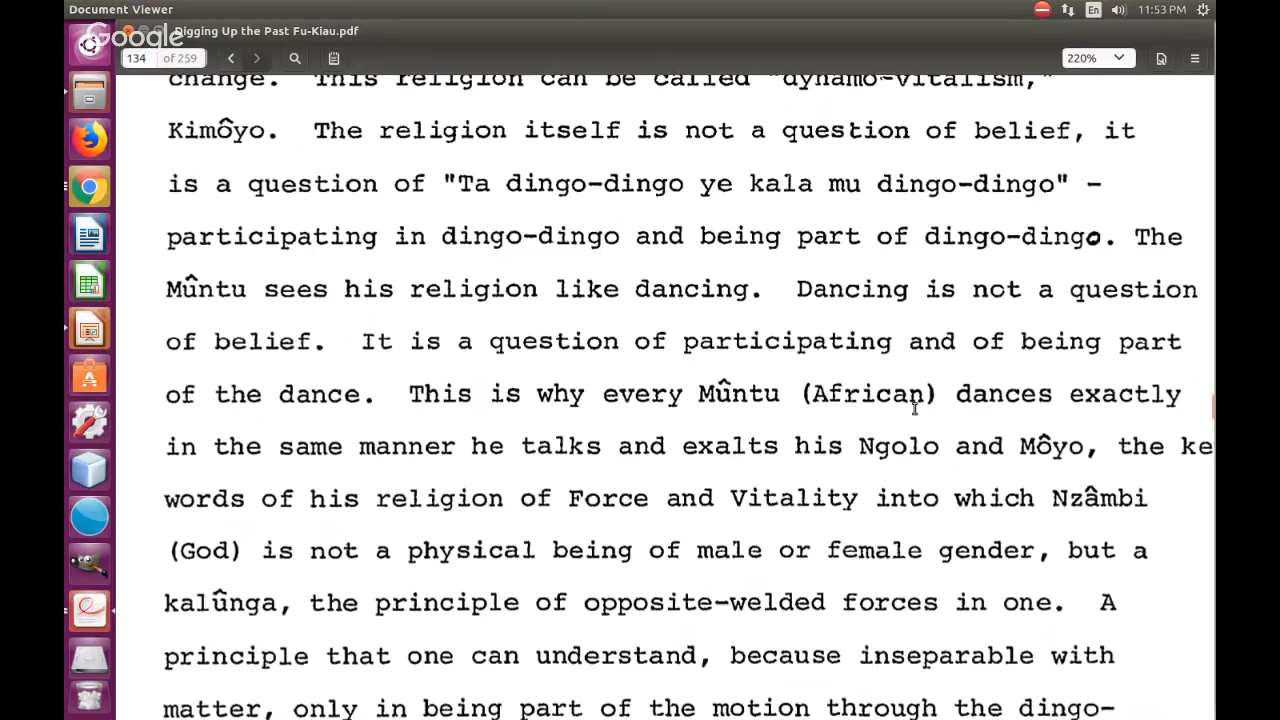 Document Viewer
En
11:53 PM
Google
Digging Up the Past Fu-Kiau.pdf
134 of 259
220%
change. This religion can be called "dynamo-vitalism,"
Kimôyo. The religion itself is not a question of belief, it
is a question of "Ta dingo-dingo ye kala mu dingo-dingo" -
participating in dingo-dingo and being part of dingo-dingo. The
Mûntu sees his religion like dancing. Dancing is not a question
of belief. It is a question of participating and of being part
of the dance. This is why every Mûntu (African) dances exactly
in the same manner he talks and exalts his Ngolo and Môyo, the ke
words of his religion of Force and Vitality into which Nzâmbi
(God) is not a physical being of male or female gender, but a
kalûnga, the principle of opposite-welded forces in one. A
principle that one can understand, because inseparable with
matter, only in being part of the motion through the dingo-